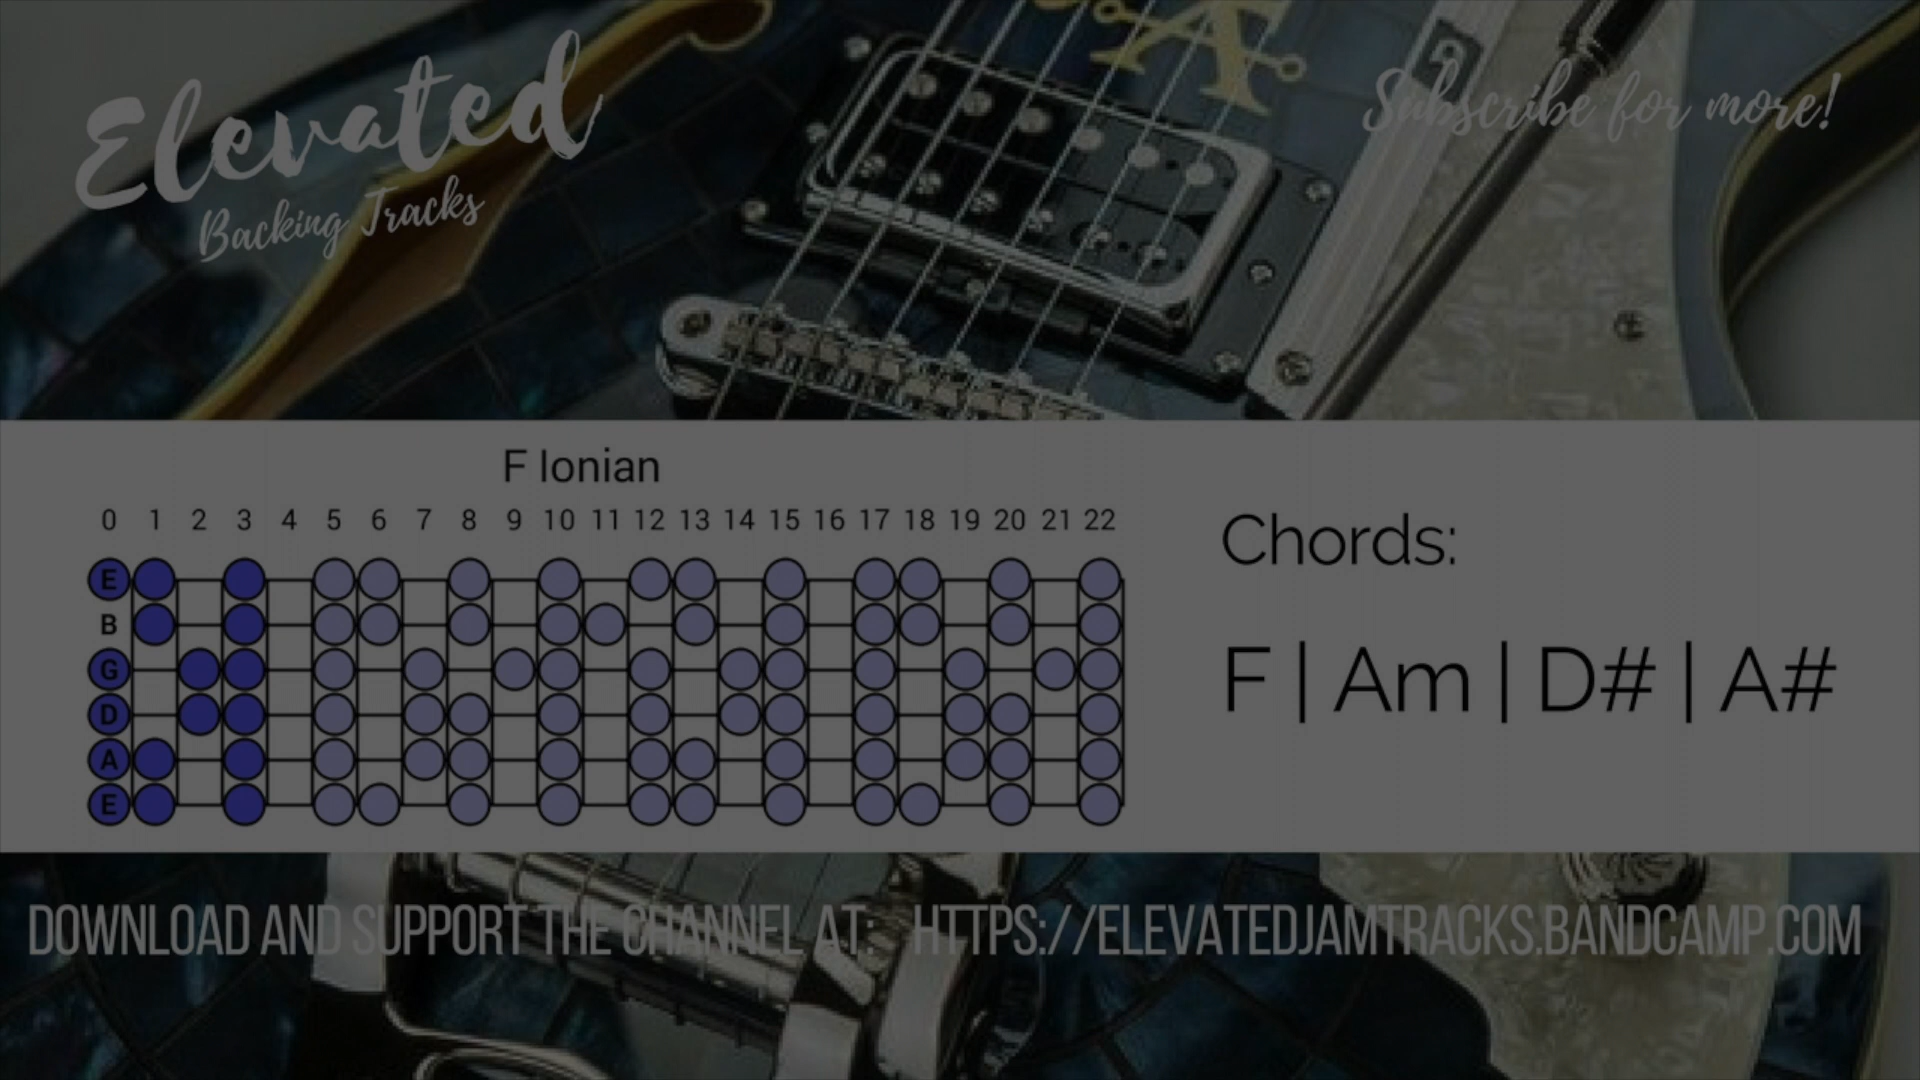 Elevated
Backing Tracks
Subscribe for more!
F Ionian
0 1 2 3 4 5 6 7 8 9 10 11 12 13 14 15 16 17 18 19 20 21 22
E
B
G
D
A
E
Chords:
F | Am | D# | A#
DOWNLOAD AND SUPPORT THE CHANNEL AT: HTTPS://ELEVATEDJAMTRACKS.BANDCAMP.COM